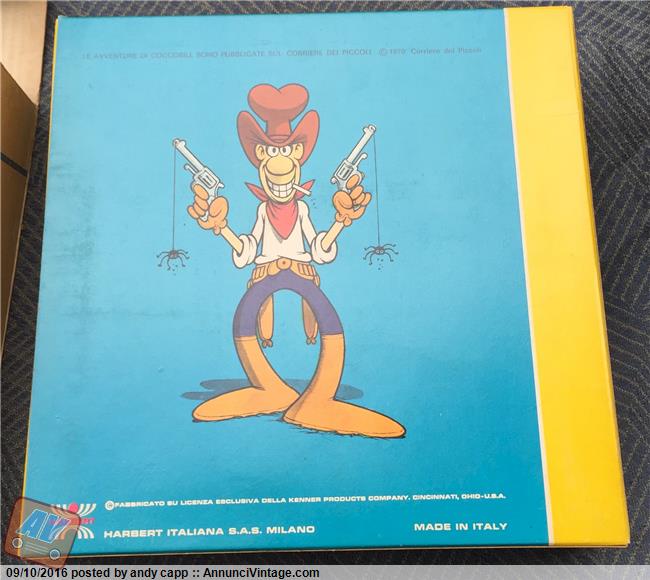 LE AVVENTURE DI COCCOBILL SONO PUBBLICATE SUL CORRIERE DEI PICCOLI © 1970 Corriere dei Piccoli
© FABBRICATO SU LICENZA ESCLUSIVA DELLA KENNER PRODUCTS COMPANY. CINCINNATI, OHIO-U.S.A.
HARBERT ITALIANA S.A.S. MILANO MADE IN ITALY
AV
09/10/2016 posted by andy capp :: AnnunciVintage.com